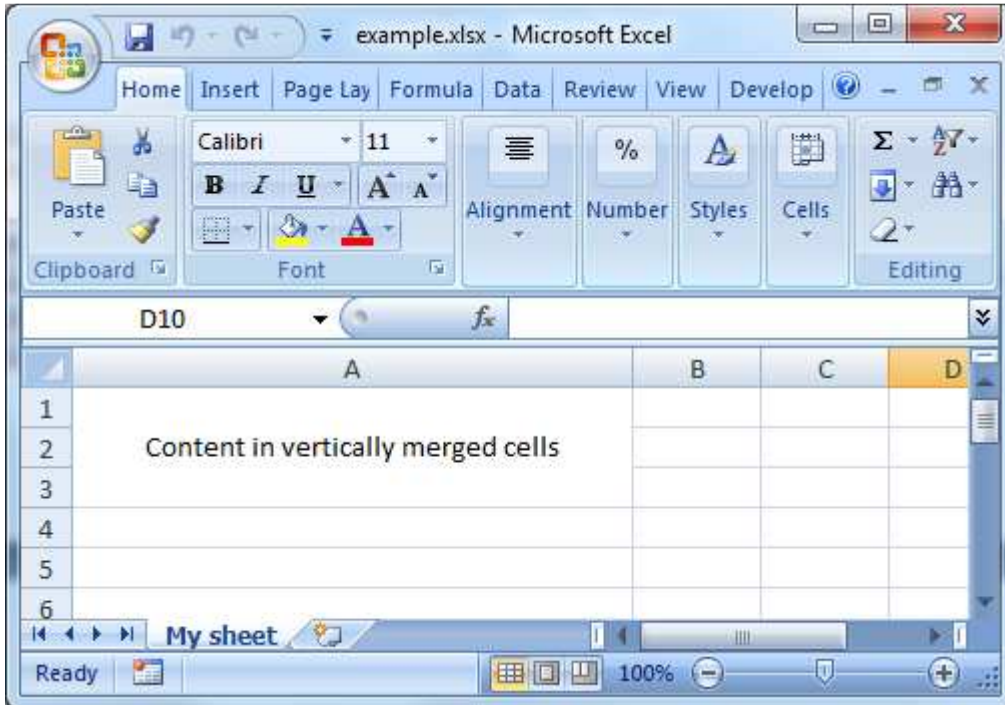 example.xlsx - Microsoft Excel
Home Insert Page Lay Formula Data Review View Develop
Calibri 11 % Σ A Z
B I U A A
Paste A Alignment Number Styles Cells
Clipboard Font Editing
D10 fx
A B C D
1
2 Content in vertically merged cells
3
4
5
6
My sheet
Ready 100%